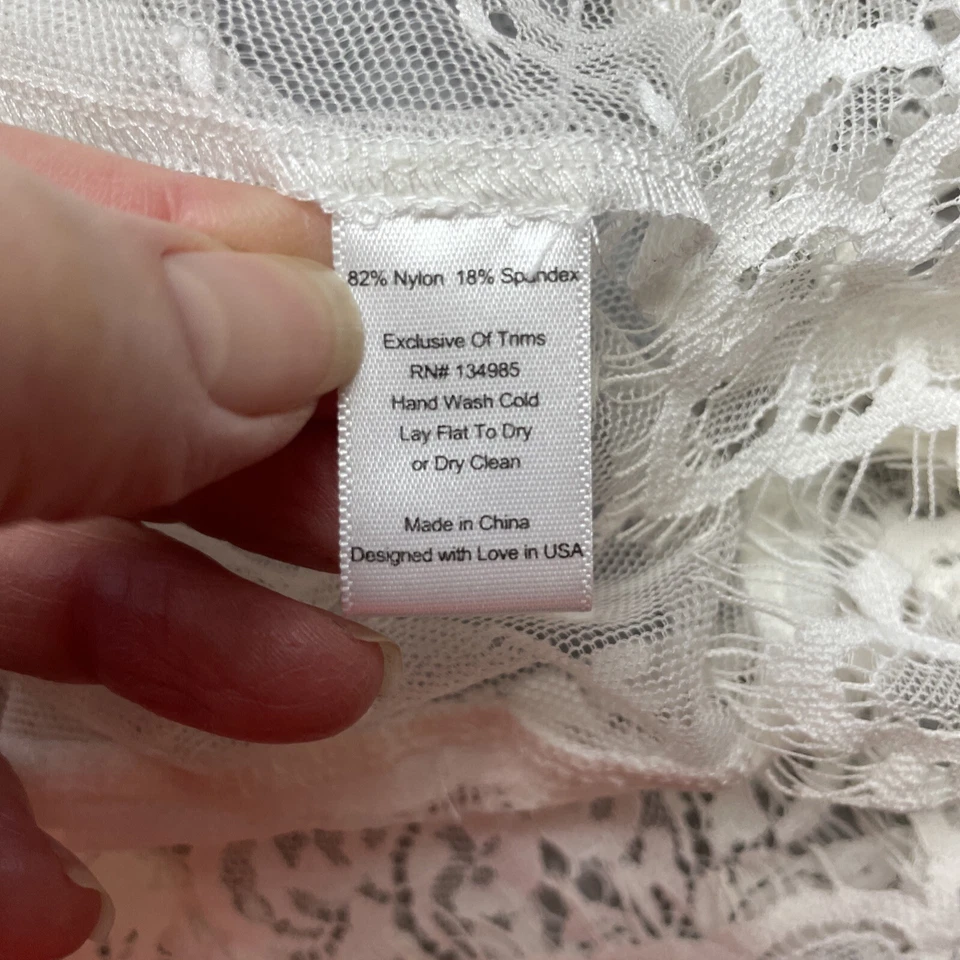 82% Nylon 18% Spandex
Exclusive Of Trims
RN# 134985
Hand Wash Cold
Lay Flat To Dry
or Dry Clean
Made in China
Designed with Love in USA